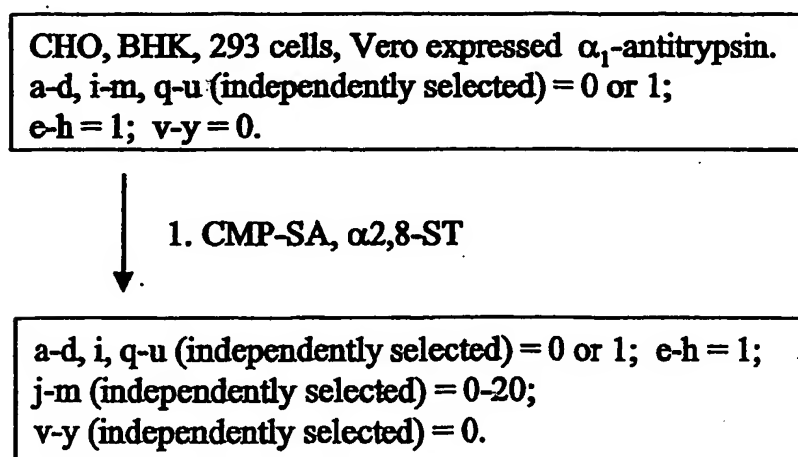 CHO, BHK, 293 cells, Vero expressed α₁-antitrypsin.
a-d, i-m, q-u (independently selected) = 0 or 1;
e-h = 1; v-y = 0.
1. CMP-SA, α2,8-ST
a-d, i, q-u (independently selected) = 0 or 1; e-h = 1;
j-m (independently selected) = 0-20;
v-y (independently selected) = 0.